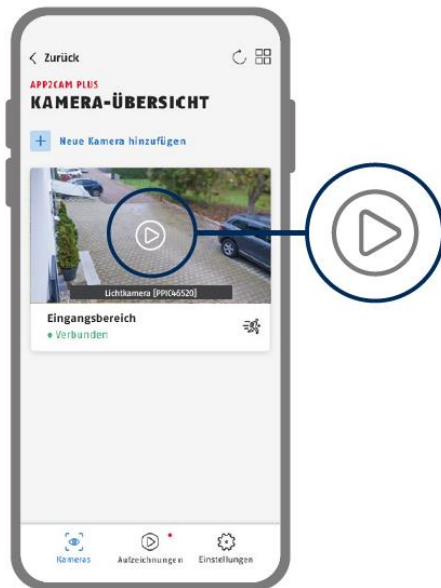 Zurück
APP2CAM PLUS
KAMERA-ÜBERSICHT
+ Neue Kamera hinzufügen
Lichtkamera [PPIC46520]
Eingangsbereich
Verbunden
Kameras Aufzeichnungen Einstellungen